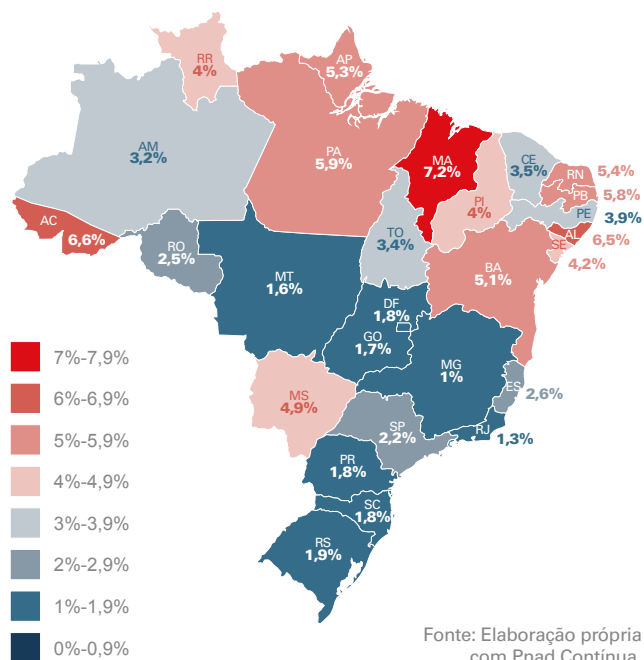 RR
4%
AP
5,3%
AM
3,2%
PA
5,9%
MA
7,2%
CE
3,5%
RN 5,4%
PB 5,8%
PI
4%
PE 3,9%
AC
6,6%
AL 6,5%
SE 4,2%
TO
3,4%
RO
2,5%
BA
5,1%
MT
1,6%
DF
1,8%
GO
1,7%
MG
1%
ES 2,6%
MS
4,9%
SP
2,2%
RJ 1,3%
PR
1,8%
SC
1,8%
RS
1,9%
7%-7,9%
6%-6,9%
5%-5,9%
4%-4,9%
3%-3,9%
2%-2,9%
1%-1,9%
0%-0,9%
Fonte: Elaboração própria
com Pnad Contínua